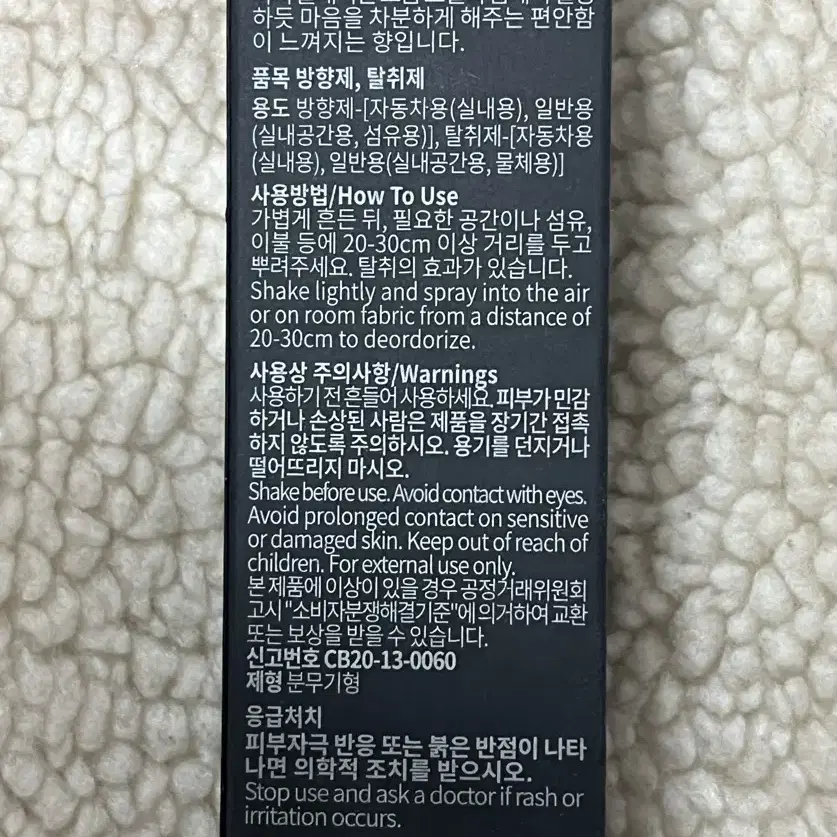 하듯 마음을 차분하게 해주는 편안함
이 느껴지는 향입니다.
품목 방향제, 탈취제
용도 방향제-[자동차용(실내용), 일반용
(실내공간용, 섬유용)], 탈취제-[자동차용
(실내용), 일반용(실내공간용, 물체용)]
사용방법/How To Use
가볍게 흔든 뒤, 필요한 공간이나 섬유,
이불 등에 20-30cm 이상 거리를 두고
뿌려주세요. 탈취의 효과가 있습니다.
Shake lightly and spray into the air
or on room fabric from a distance of
20-30cm to deordorize.
사용상 주의사항/Warnings
사용하기 전 흔들어 사용하세요. 피부가 민감
하거나 손상된 사람은 제품을 장기간 접촉
하지 않도록 주의하시오. 용기를 던지거나
떨어뜨리지 마시오.
Shake before use. Avoid contact with eyes.
Avoid prolonged contact on sensitive
or damaged skin. Keep out of reach of
children. For external use only.
본 제품에 이상이 있을 경우 공정거래위원회
고시 "소비자분쟁해결기준"에 의거하여 교환
또는 보상을 받을 수 있습니다.
신고번호 CB20-13-0060
제형 분무기형
응급처치
피부자극 반응 또는 붉은 반점이 나타
나면 의학적 조치를 받으시오.
Stop use and ask a doctor if rash or
irritation occurs.